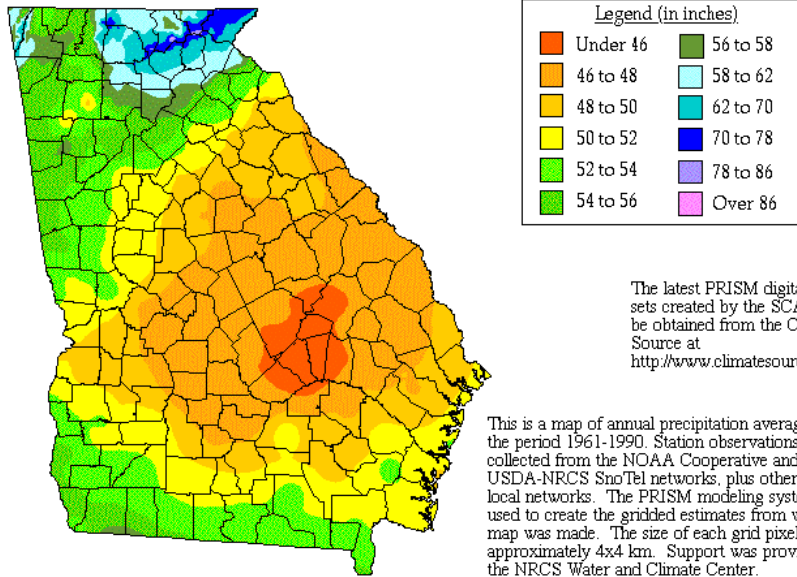 Legend (in inches)
Under 46
46 to 48
48 to 50
50 to 52
52 to 54
54 to 56
56 to 58
58 to 62
62 to 70
70 to 78
78 to 86
Over 86
The latest PRISM digita
sets created by the SCA
be obtained from the C
Source at
http://www.climatesour
This is a map of annual precipitation averag
the period 1961-1990. Station observations
collected from the NOAA Cooperative and
USDA-NRCS SnoTel networks, plus other
local networks. The PRISM modeling syst
used to create the gridded estimates from w
map was made. The size of each grid pixel
approximately 4x4 km. Support was prov
the NRCS Water and Climate Center.